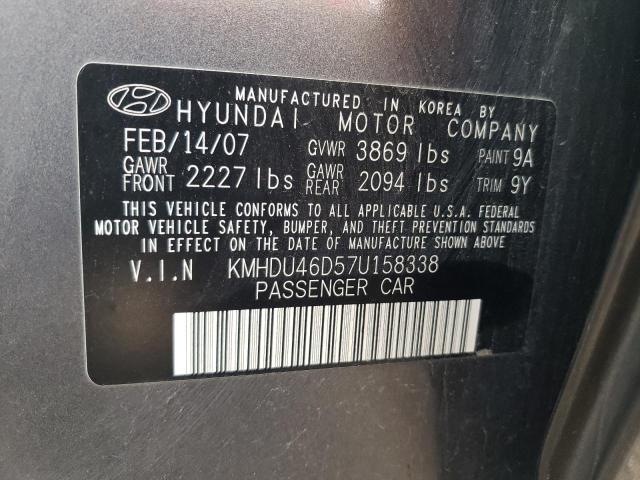 MANUFACTURED IN KOREA BY
HYUNDAI MOTOR COMPANY
FEB/14/07 GVWR 3869 lbs PAINT 9A
GAWR FRONT 2227 lbs GAWR REAR 2094 lbs TRIM 9Y
THIS VEHICLE CONFORMS TO ALL APPLICABLE U.S.A. FEDERAL
MOTOR VEHICLE SAFETY, BUMPER, AND THEFT PREVENTION STANDARDS
IN EFFECT ON THE DATE OF MANUFACTURE SHOWN ABOVE.
V.I.N KMHDU46D57U158338
PASSENGER CAR